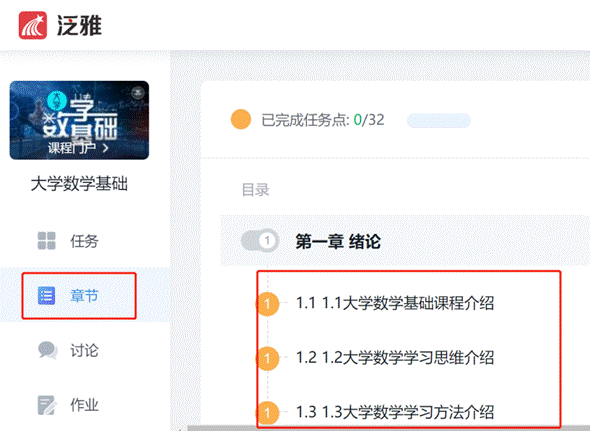 泛雅
数学基础
课程门户 >
大学数学基础
任务
章节
讨论
作业
已完成任务点: 0/32
目录
1 第一章 绪论
1 1.1 1.1大学数学基础课程介绍
1 1.2 1.2大学数学学习思维介绍
1 1.3 1.3大学数学学习方法介绍